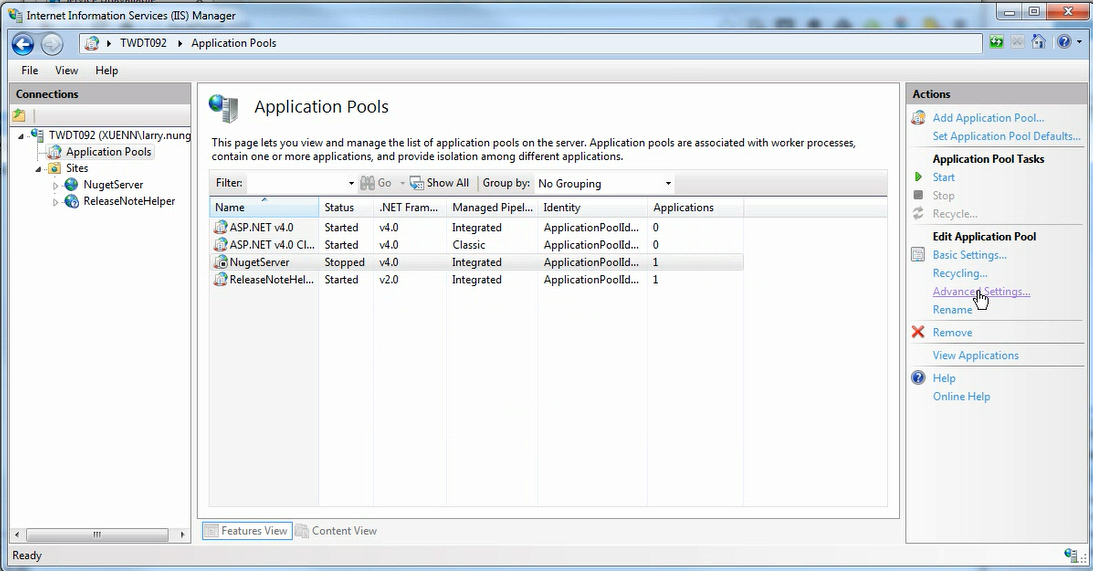 Internet Information Services (IIS) Manager
TWDT092 Application Pools
File View Help
Connections
TWDT092 (XUENN\larry.nung
Application Pools
Sites
NugetServer
ReleaseNoteHelper
Application Pools
This page lets you view and manage the list of application pools on the server. Application pools are associated with worker processes,
contain one or more applications, and provide isolation among different applications.
Filter: Go Show All Group by: No Grouping
Name Status .NET Fram... Managed Pipel... Identity Applications
ASP.NET v4.0 Started v4.0 Integrated ApplicationPoolId... 0
ASP.NET v4.0 Cl... Started v4.0 Classic ApplicationPoolId... 0
NugetServer Stopped v4.0 Integrated ApplicationPoolId... 1
ReleaseNoteHel... Started v2.0 Integrated ApplicationPoolId... 1
Features View Content View
Actions
Add Application Pool...
Set Application Pool Defaults...
Application Pool Tasks
Start
Stop
Recycle...
Edit Application Pool
Basic Settings...
Recycling...
Advanced Settings...
Rename
Remove
View Applications
Help
Online Help
Ready